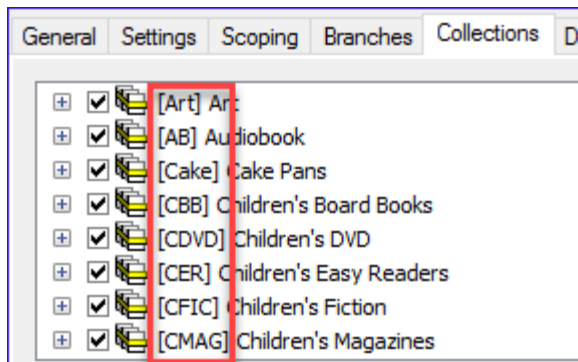 General Settings Scoping Branches Collections D
[Art] Art
[AB] Audiobook
[Cake] Cake Pans
[CBB] Children's Board Books
[CDVD] Children's DVD
[CER] Children's Easy Readers
[CFIC] Children's Fiction
[CMAG] Children's Magazines